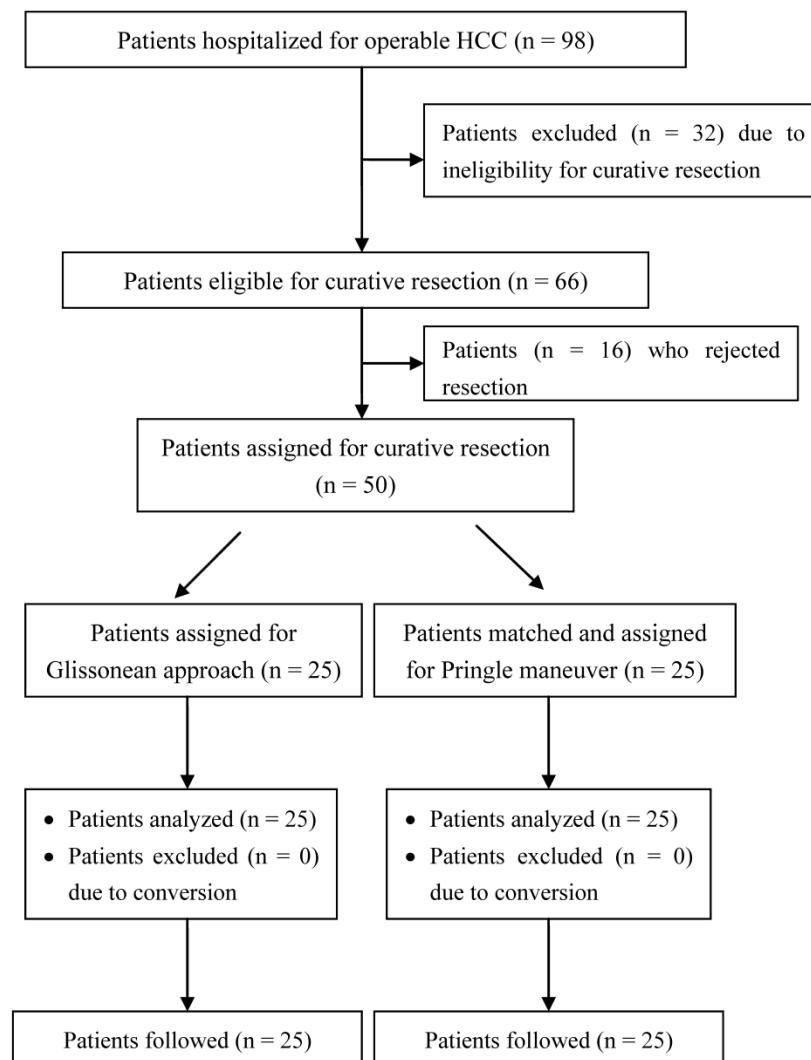 Patients hospitalized for operable HCC (n = 98)
Patients excluded (n = 32) due to
ineligibility for curative resection
Patients eligible for curative resection (n = 66)
Patients (n = 16) who rejected
resection
Patients assigned for curative resection
(n = 50)
Patients assigned for
Glissonean approach (n = 25)
Patients matched and assigned
for Pringle maneuver (n = 25)
• Patients analyzed (n = 25)
• Patients excluded (n = 0)
due to conversion
• Patients analyzed (n = 25)
• Patients excluded (n = 0)
due to conversion
Patients followed (n = 25)
Patients followed (n = 25)